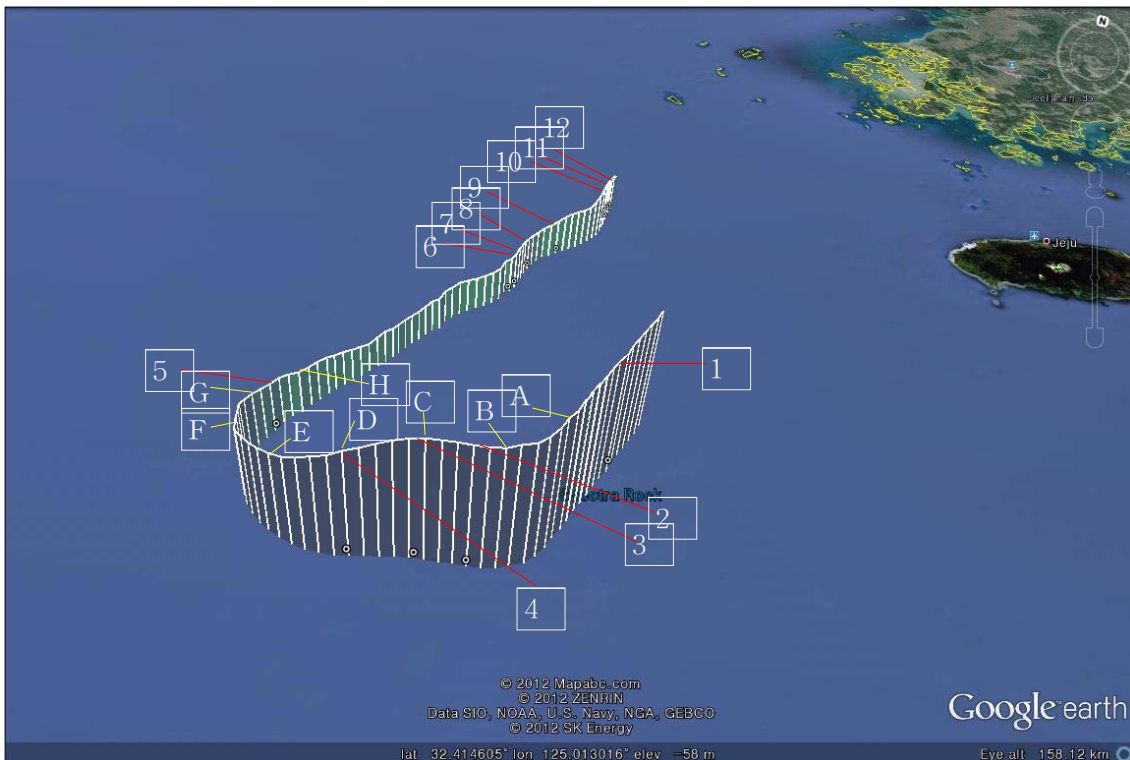 N
12
11
10
9
8
7
6
Jeju
5
1
G
H
A
C
B
F
E
D
Rock
2
3
4
© 2012 Mapabc.com
© 2012 ZENRIN
Data SIO, NOAA, U.S. Navy, NGA, GEBCO
© 2012 SK Energy
Google earth
lat 32.414605° lon 125.013016° elev -58 m
Eye alt 158.12 km